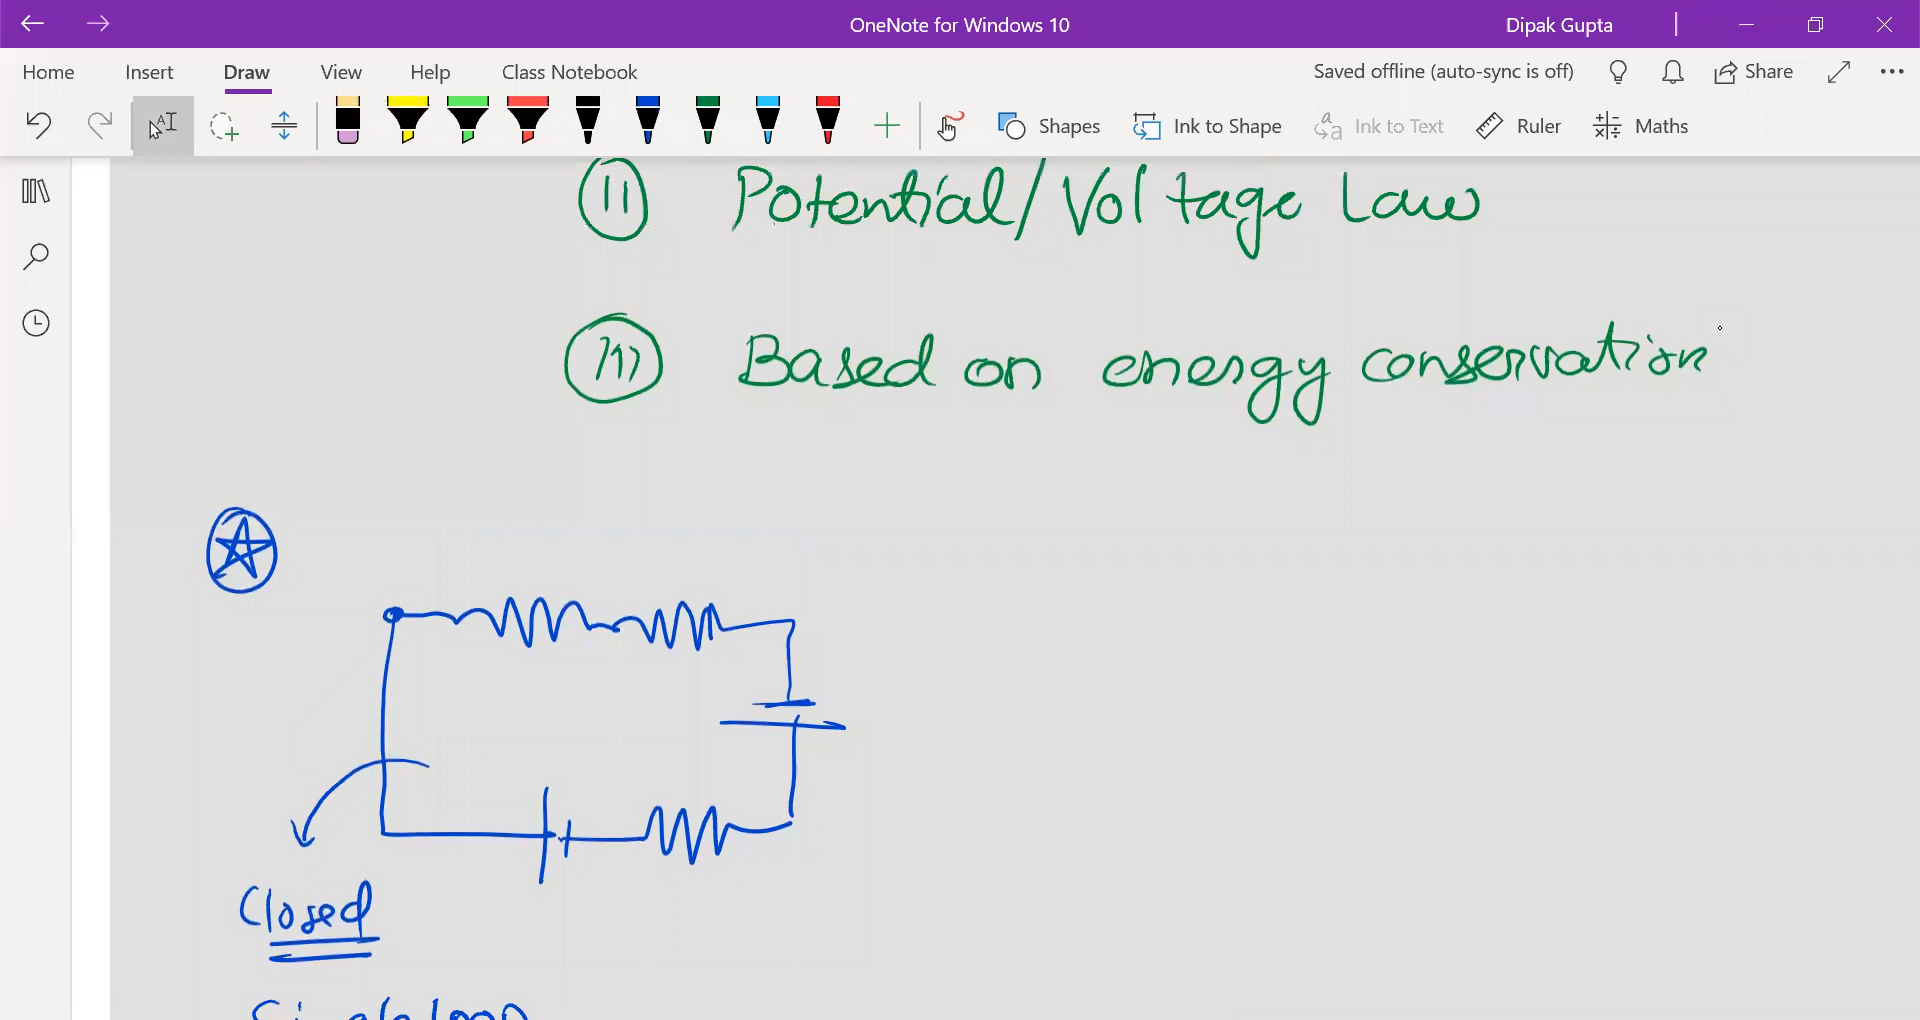 OneNote for Windows 10
Dipak Gupta
Home Insert Draw View Help Class Notebook
Saved offline (auto-sync is off) Share
Shapes Ink to Shape Ink to Text Ruler Maths
(II) Potential/Voltage Law
(III) Based on energy conservation
Closed
Single loop